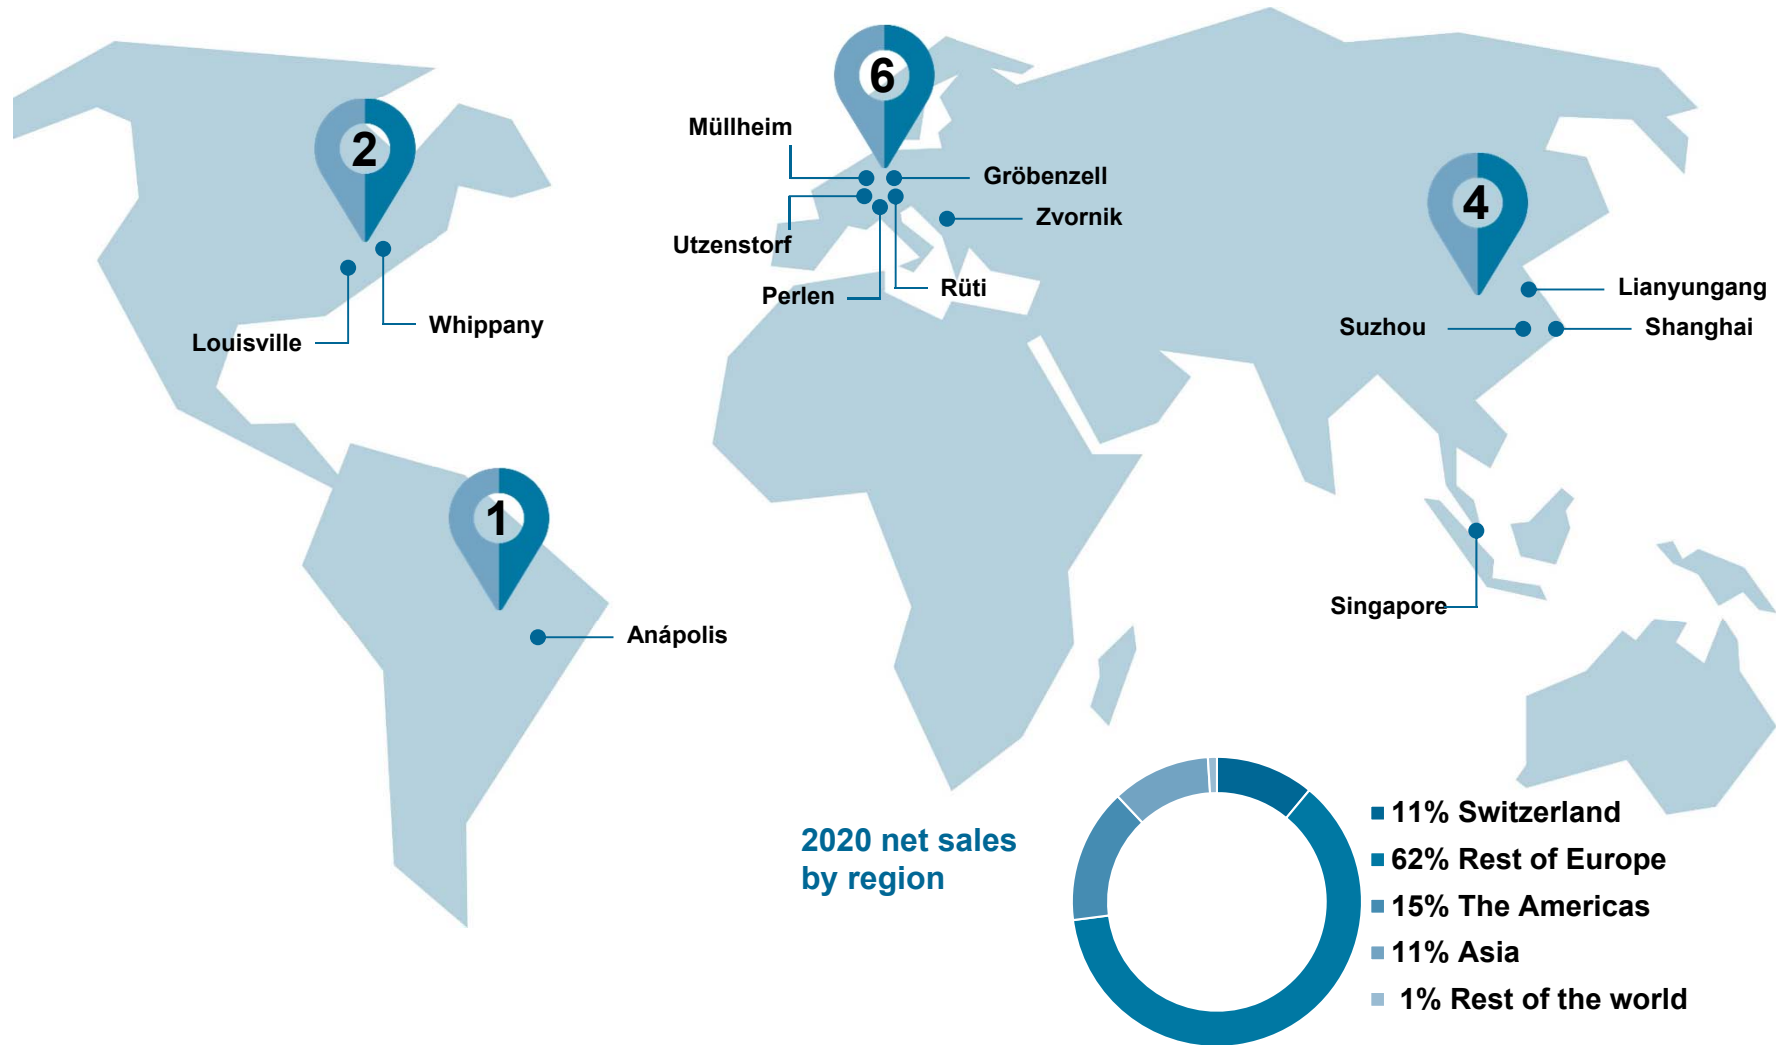 6
Müllheim
2
Gröbenzell
4
Zvornik
Utzenstorf
Perlen
Rüti
Lianyungang
Whippany
Suzhou
Shanghai
Louisville
1
Singapore
Anápolis
2020 net sales
by region
11% Switzerland
62% Rest of Europe
15% The Americas
11% Asia
1% Rest of the world